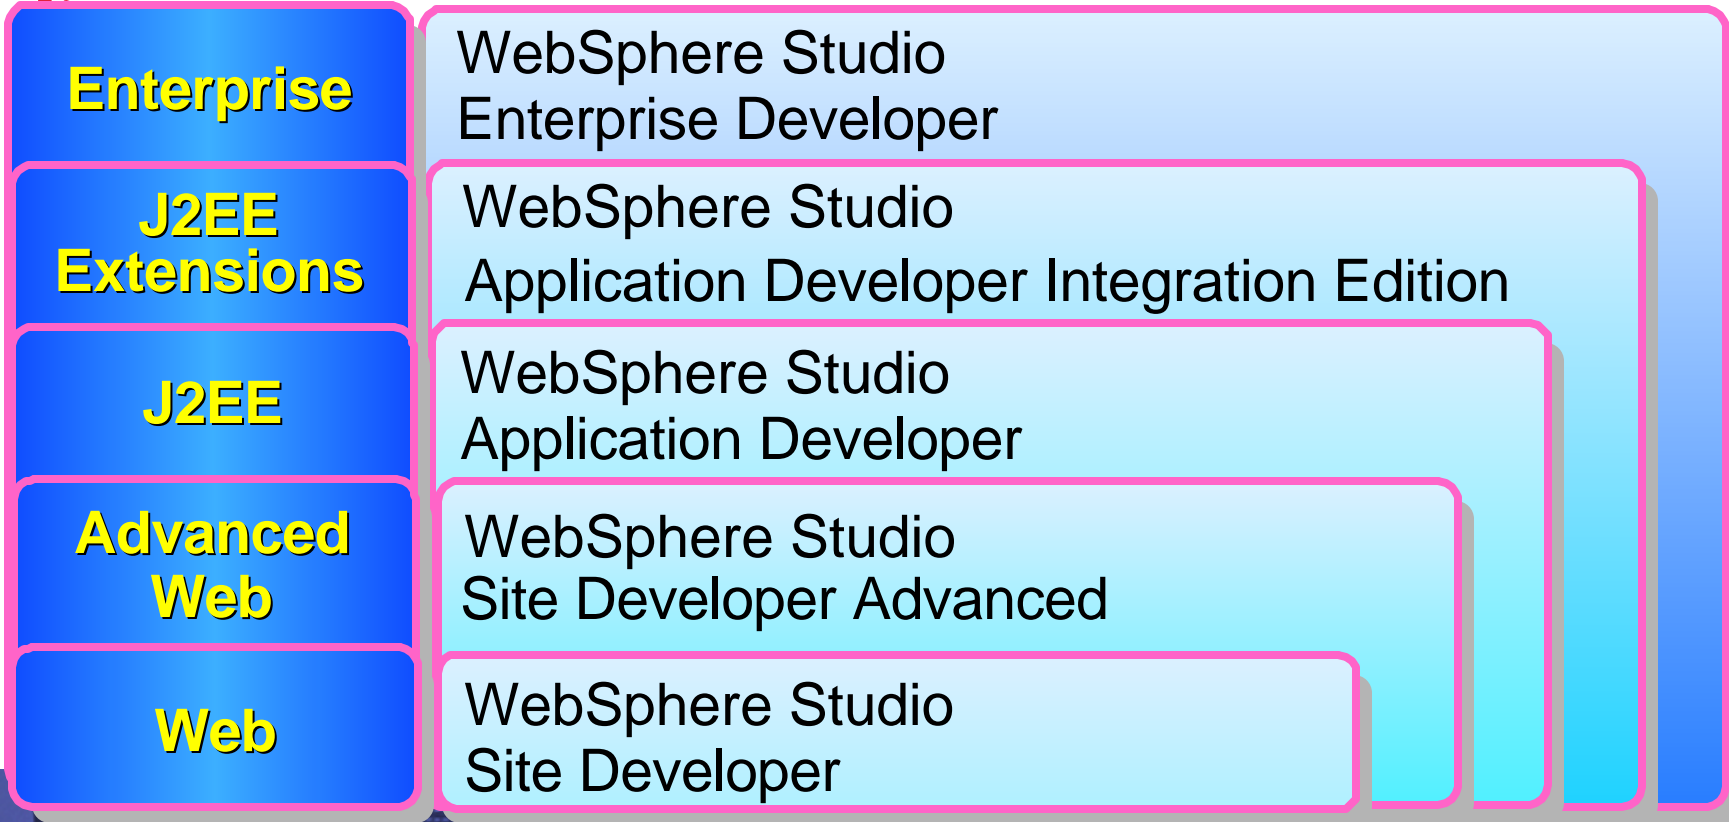 Enterprise
WebSphere Studio
Enterprise Developer
J2EE
Extensions
WebSphere Studio
Application Developer Integration Edition
J2EE
WebSphere Studio
Application Developer
Advanced
Web
WebSphere Studio
Site Developer Advanced
Web
WebSphere Studio
Site Developer